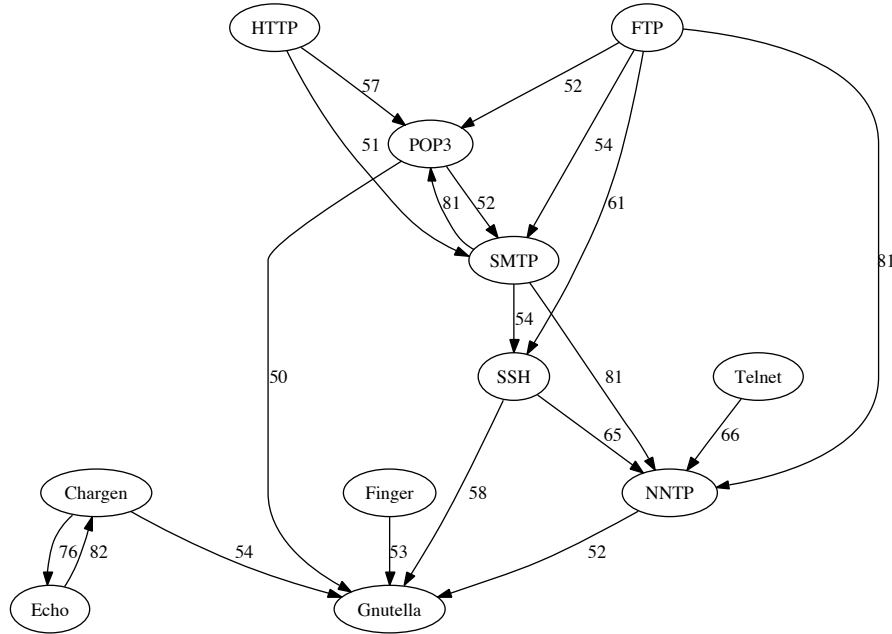 HTTP
FTP
57
52
51
54
POP3
81
52
61
SMTP
81
54
50
SSH
81
Telnet
65
66
Chargen
Finger
58
NNTP
76
82
54
53
52
Echo
Gnutella